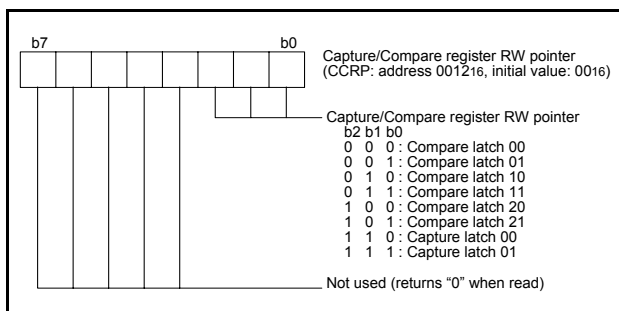 b7 b0
Capture/Compare register RW pointer
(CCRP: address 001216, initial value: 0016)
Capture/Compare register RW pointer
b2 b1 b0
0 0 0 : Compare latch 00
0 0 1 : Compare latch 01
0 1 0 : Compare latch 10
0 1 1 : Compare latch 11
1 0 0 : Compare latch 20
1 0 1 : Compare latch 21
1 1 0 : Capture latch 00
1 1 1 : Capture latch 01
Not used (returns “0” when read)